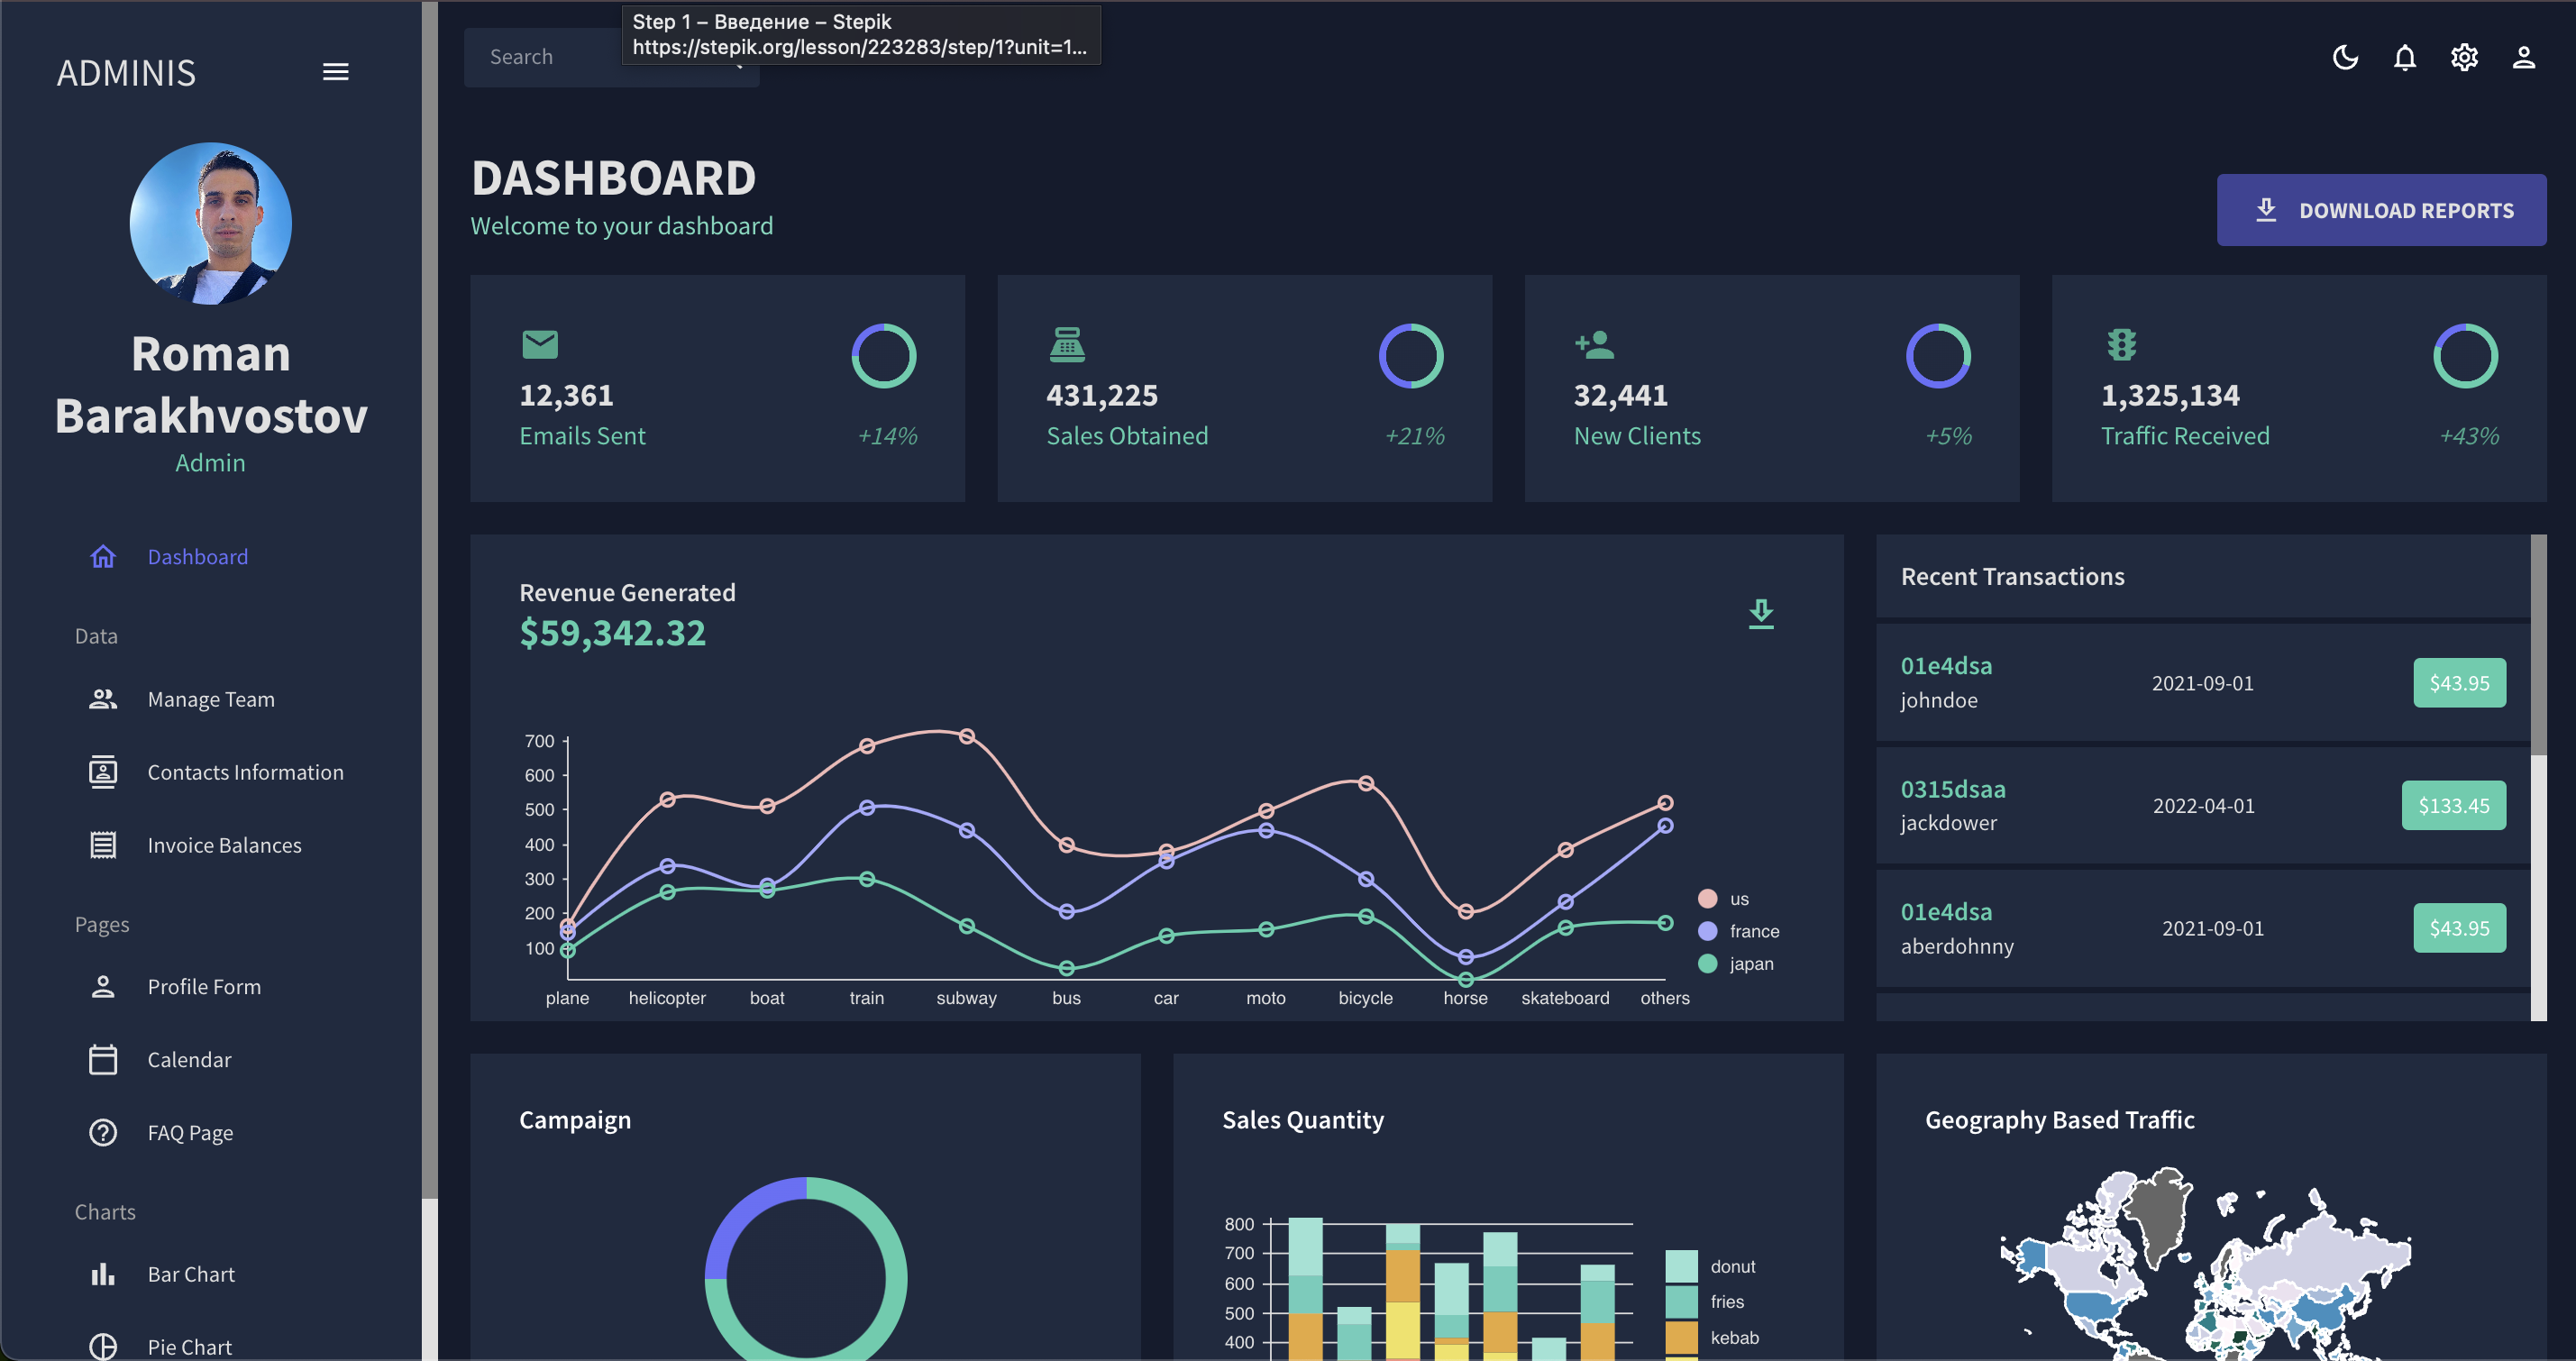 Step 1 – Введение – Stepik
https://stepik.org/lesson/223283/step/1?unit=1...
Search
ADMINIS
Roman
Barakhvostov
Admin
Dashboard
Data
Manage Team
Contacts Information
Invoice Balances
Pages
Profile Form
Calendar
FAQ Page
Charts
Bar Chart
Pie Chart
DASHBOARD
Welcome to your dashboard
DOWNLOAD REPORTS
12,361
Emails Sent
+14%
431,225
Sales Obtained
+21%
32,441
New Clients
+5%
1,325,134
Traffic Received
+43%
Revenue Generated
$59,342.32
700
600
500
400
300
200
100
plane helicopter boat train subway bus car moto bicycle horse skateboard others
us
france
japan
Recent Transactions
01e4dsa
johndoe
2021-09-01
$43.95
0315dsaa
jackdower
2022-04-01
$133.45
01e4dsa
aberdohnny
2021-09-01
$43.95
Campaign
Sales Quantity
800
700
600
500
400
donut
fries
kebab
Geography Based Traffic